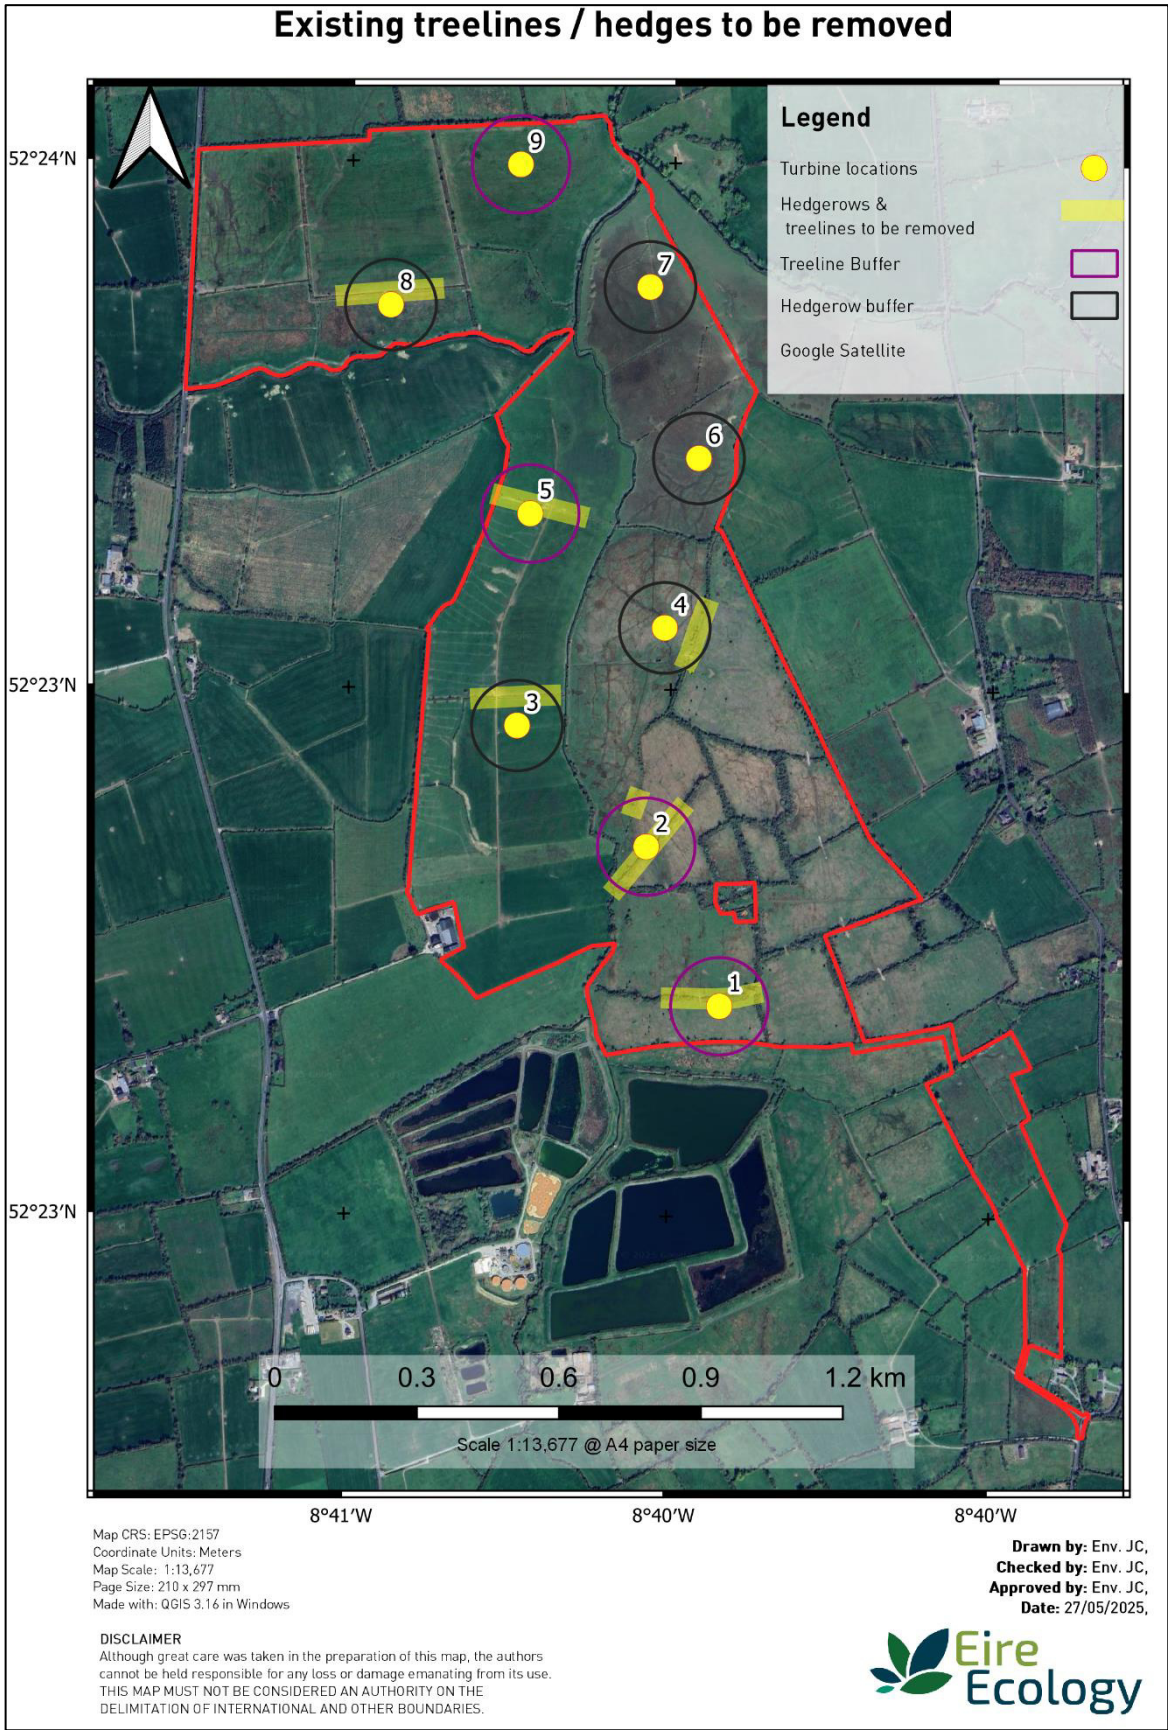 Existing treelines / hedges to be removed
Legend
Turbine locations
Hedgerows &
treelines to be removed
Treeline Buffer
Hedgerow buffer
Google Satellite
52°24'N
52°23'N
52°23'N
9
8
7
6
5
4
3
2
1
0 0.3 0.6 0.9 1.2 km
Scale 1:13,677 @ A4 paper size
8°41'W 8°40'W 8°40'W
Map CRS: EPSG:2157
Coordinate Units: Meters
Map Scale: 1:13,677
Page Size: 210 x 297 mm
Made with: QGIS 3.16 in Windows
Drawn by: Env. JC,
Checked by: Env. JC,
Approved by: Env. JC,
Date: 27/05/2025,
DISCLAIMER
Although great care was taken in the preparation of this map, the authors
cannot be held responsible for any loss or damage emanating from its use.
THIS MAP MUST NOT BE CONSIDERED AN AUTHORITY ON THE
DELIMITATION OF INTERNATIONAL AND OTHER BOUNDARIES.
Eire
Ecology